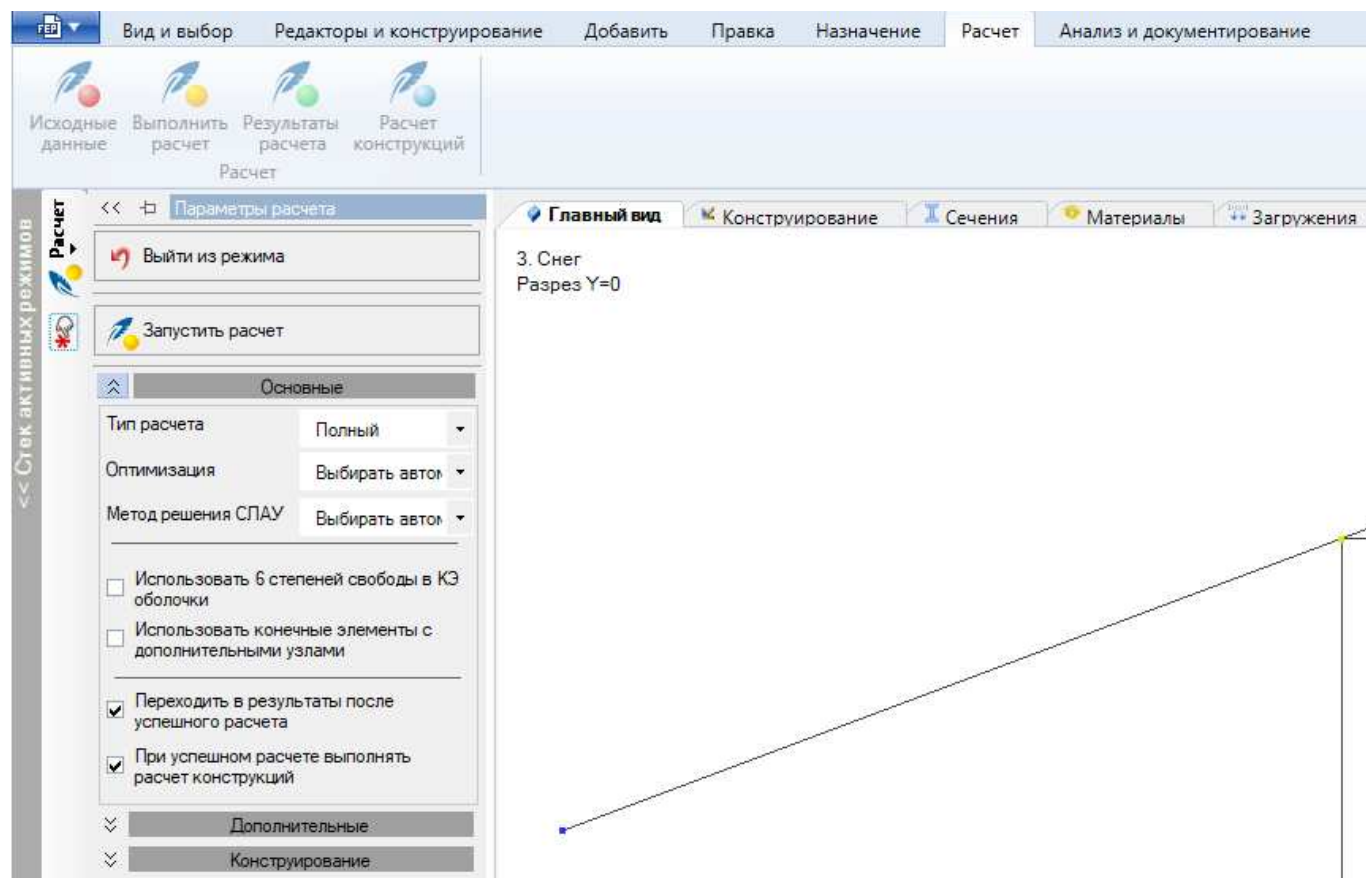 FEP
Вид и выбор Редакторы и конструирование Добавить Правка Назначение Расчет Анализ и документирование
Исходные Выполнить Результаты Расчет
данные расчет расчета конструкций
Расчет
<< Стек активных режимов
Расчет
<< Параметры расчета
Главный вид Конструирование Сечения Материалы Загружения
Выйти из режима
3. Снег
Разрез Y=0
Запустить расчет
Основные
Тип расчета Полный
Оптимизация Выбирать автом
Метод решения СЛАУ Выбирать автом
Использовать 6 степеней свободы в КЭ
оболочки
Использовать конечные элементы с
дополнительными узлами
Переходить в результаты после
успешного расчета
При успешном расчете выполнять
расчет конструкций
Дополнительные
Конструирование